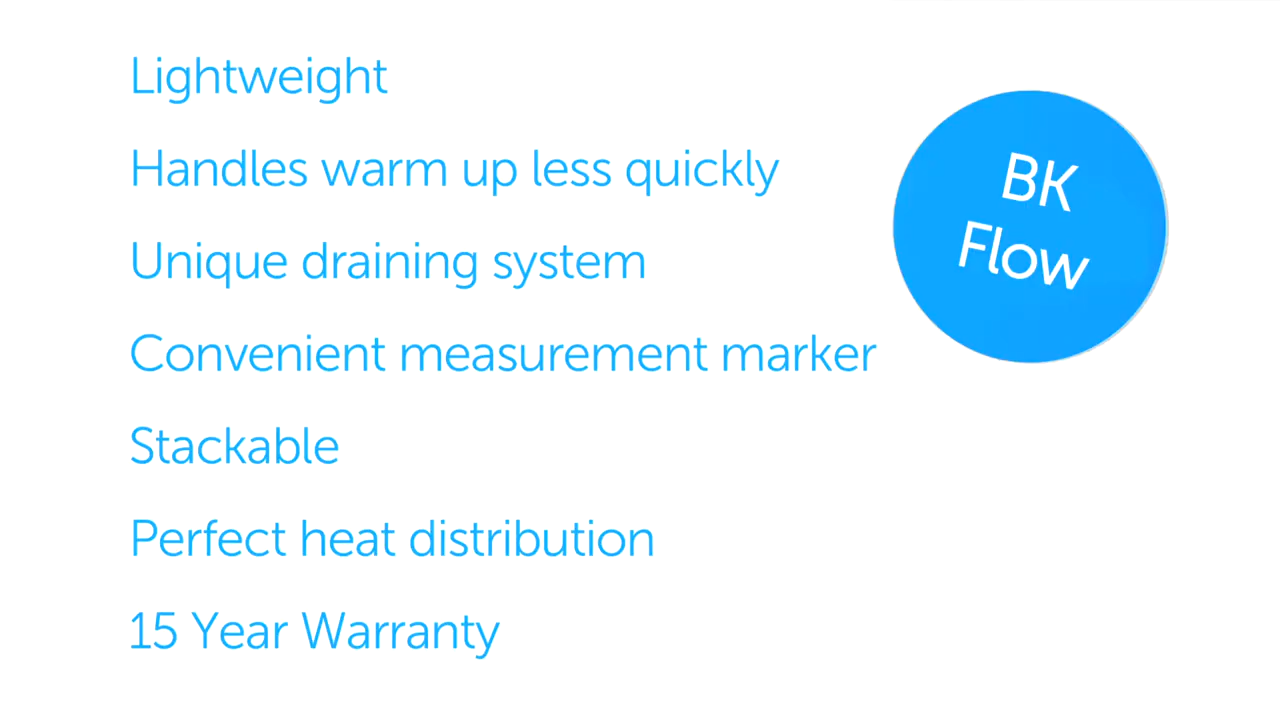 Lightweight
Handles warm up less quickly
Unique draining system
Convenient measurement marker
Stackable
Perfect heat distribution
15 Year Warranty
BK
Flow